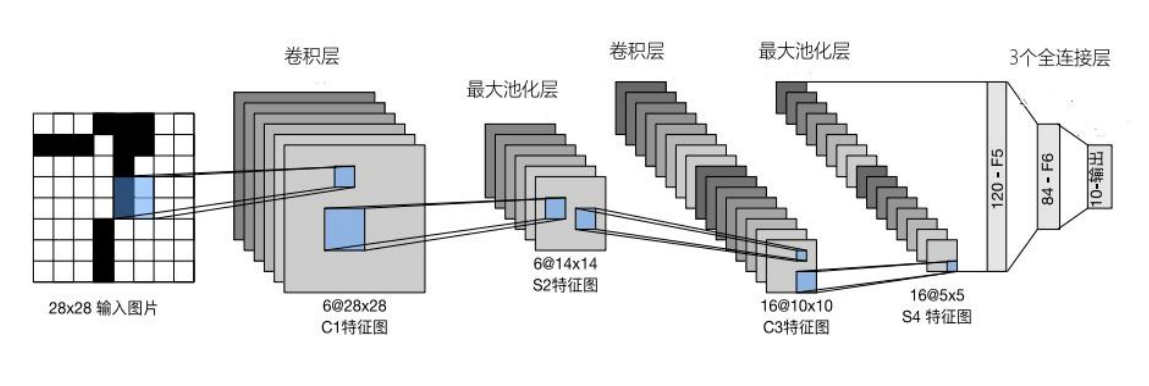 卷积层
最大池化层
卷积层
最大池化层
3个全连接层
28x28 输入图片
6@28x28
C1特征图
6@14x14
S2特征图
16@10x10
C3特征图
16@5x5
S4 特征图
120 - F5
84 - F6
10-输出